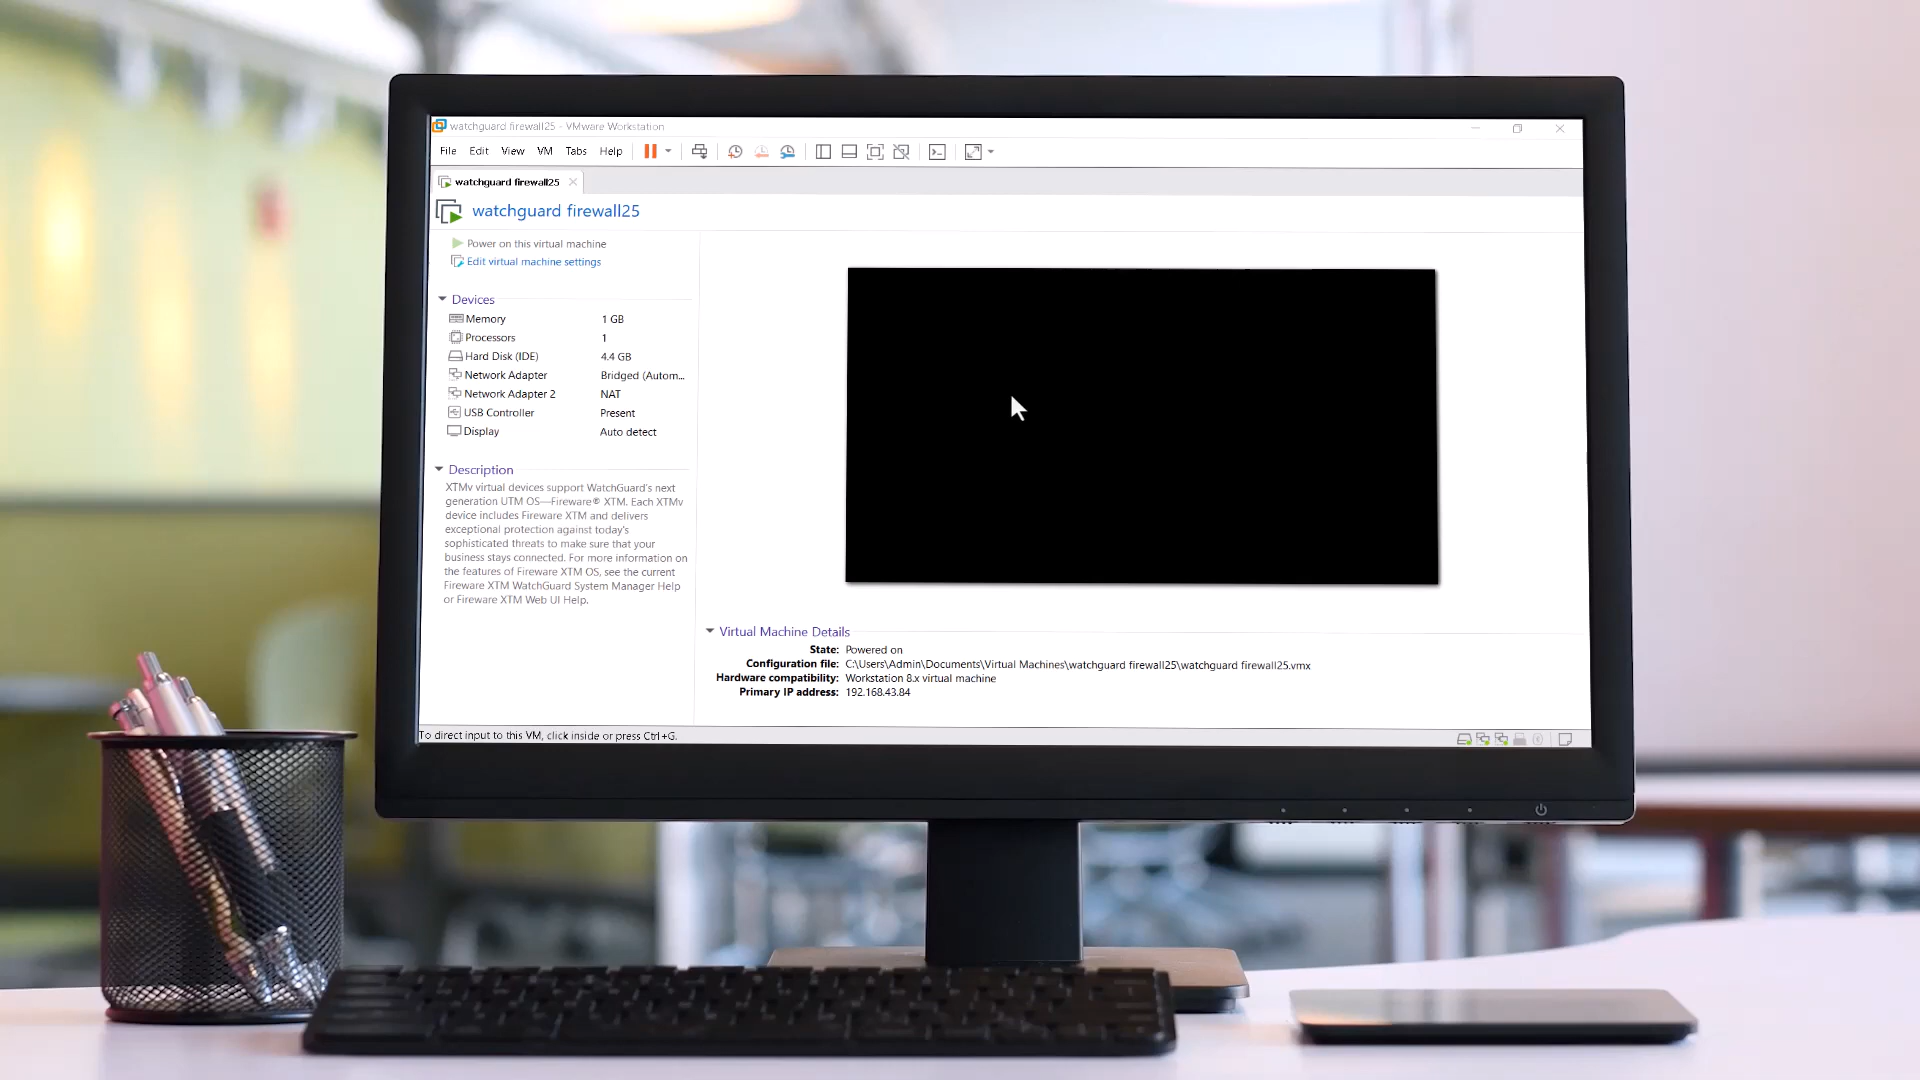 watchguard firewall25 - VMware Workstation
File Edit View VM Tabs Help
watchguard firewall25
watchguard firewall25
Power on this virtual machine
Edit virtual machine settings
Devices
Memory 1 GB
Processors 1
Hard Disk (IDE) 4.4 GB
Network Adapter Bridged (Autom...
Network Adapter 2 NAT
USB Controller Present
Display Auto detect
Description
XTMv virtual devices support WatchGuard's next
generation UTM OS—Fireware® XTM. Each XTMv
device includes Fireware XTM and delivers
exceptional protection against today's
sophisticated threats to make sure that your
business stays connected. For more information on
the features of Fireware XTM OS, see the current
Fireware XTM WatchGuard System Manager Help
or Fireware XTM Web UI Help.
Virtual Machine Details
State: Powered on
Configuration file: C:\Users\Admin\Documents\Virtual Machines\watchguard firewall25\watchguard firewall25.vmx
Hardware compatibility: Workstation 8.x virtual machine
Primary IP address: 192.168.43.84
To direct input to this VM, click inside or press Ctrl+G.